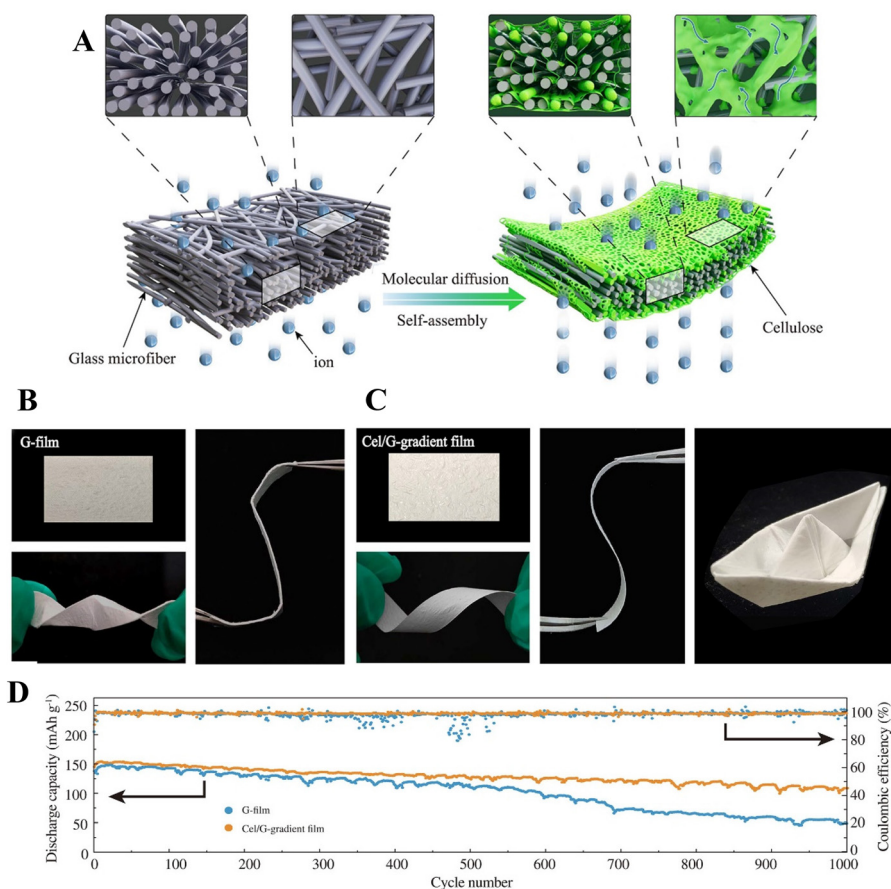 A
Molecular diffusion
Self-assembly
Glass microfiber
ion
Cellulose
B
C
G-film
Cel/G-gradient film
D
Discharge capacity (mAh g⁻¹)
250
200
150
100
50
0
G-film
Cel/G-gradient film
100
80
60
40
20
0
Coulombic efficiency (%)
0
100
200
300
400
500
600
700
800
900
1000
Cycle number